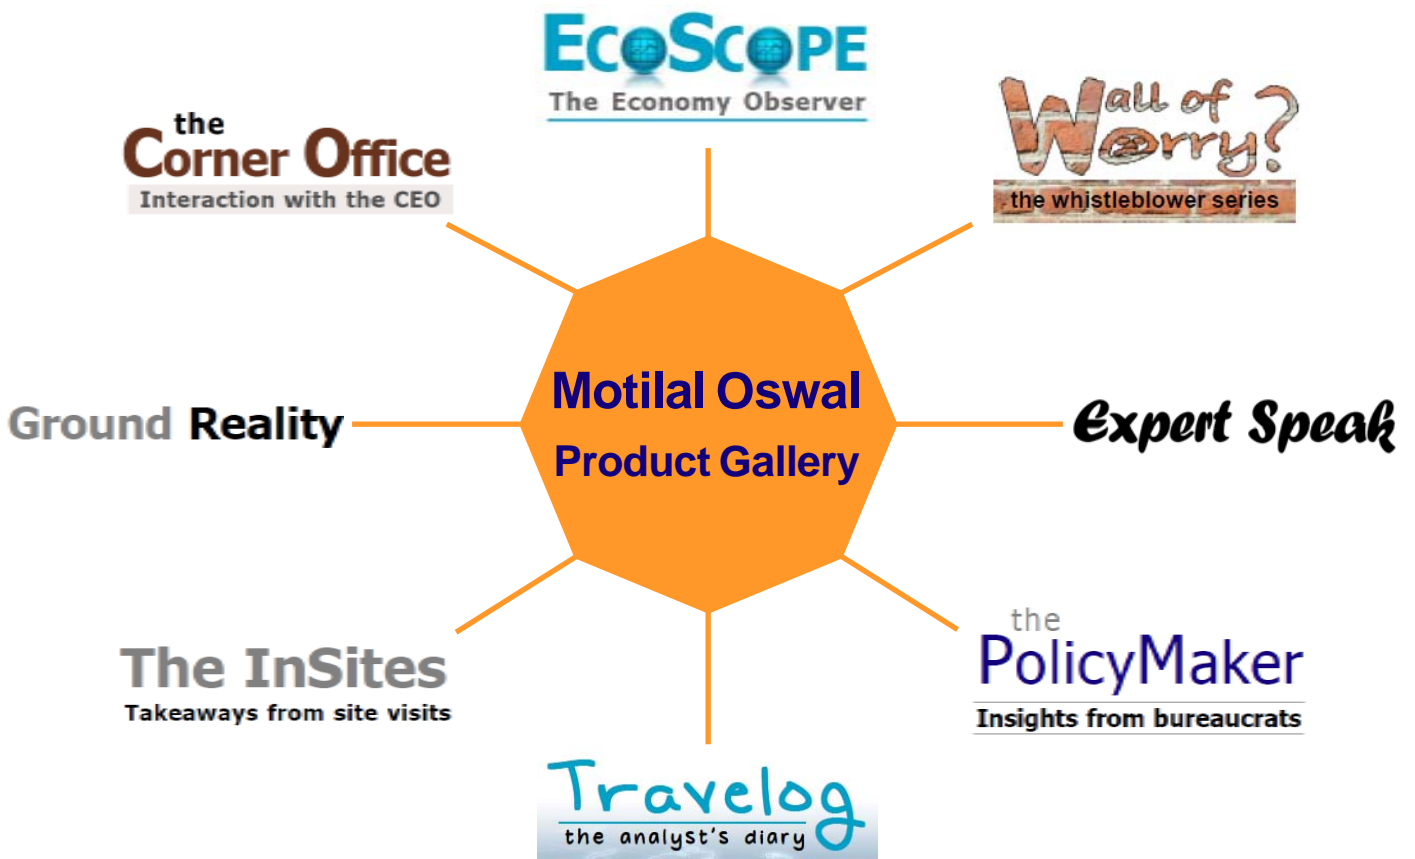 EcoScope
The Economy Observer
the
Corner Office
Interaction with the CEO
Wall of
Worry?
the whistleblower series
Motilal Oswal
Product Gallery
Ground Reality
Expert Speak
The InSites
Takeaways from site visits
the
PolicyMaker
Insights from bureaucrats
Travelog
the analyst's diary